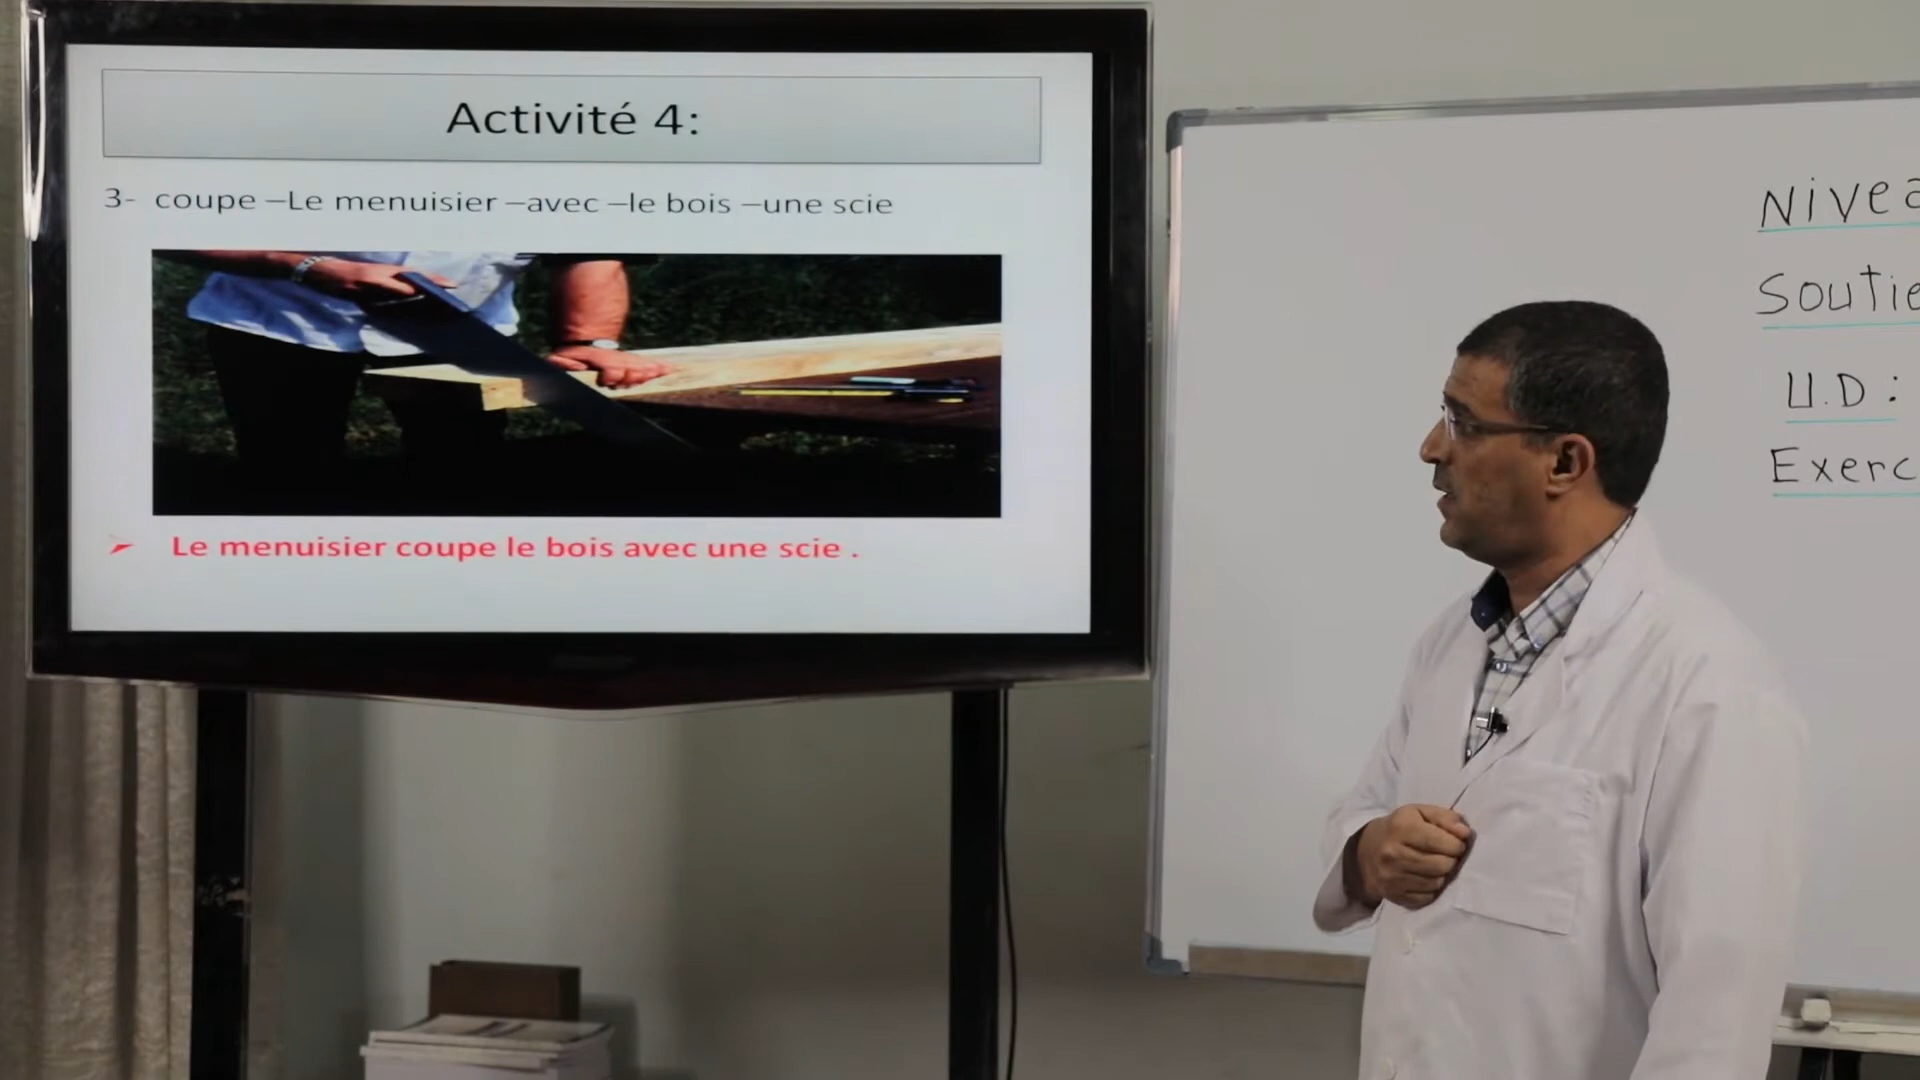 Activité 4:
3- coupe –Le menuisier –avec –le bois –une scie
➢ Le menuisier coupe le bois avec une scie .
Nivea
Soutie
U.D :
Exerc